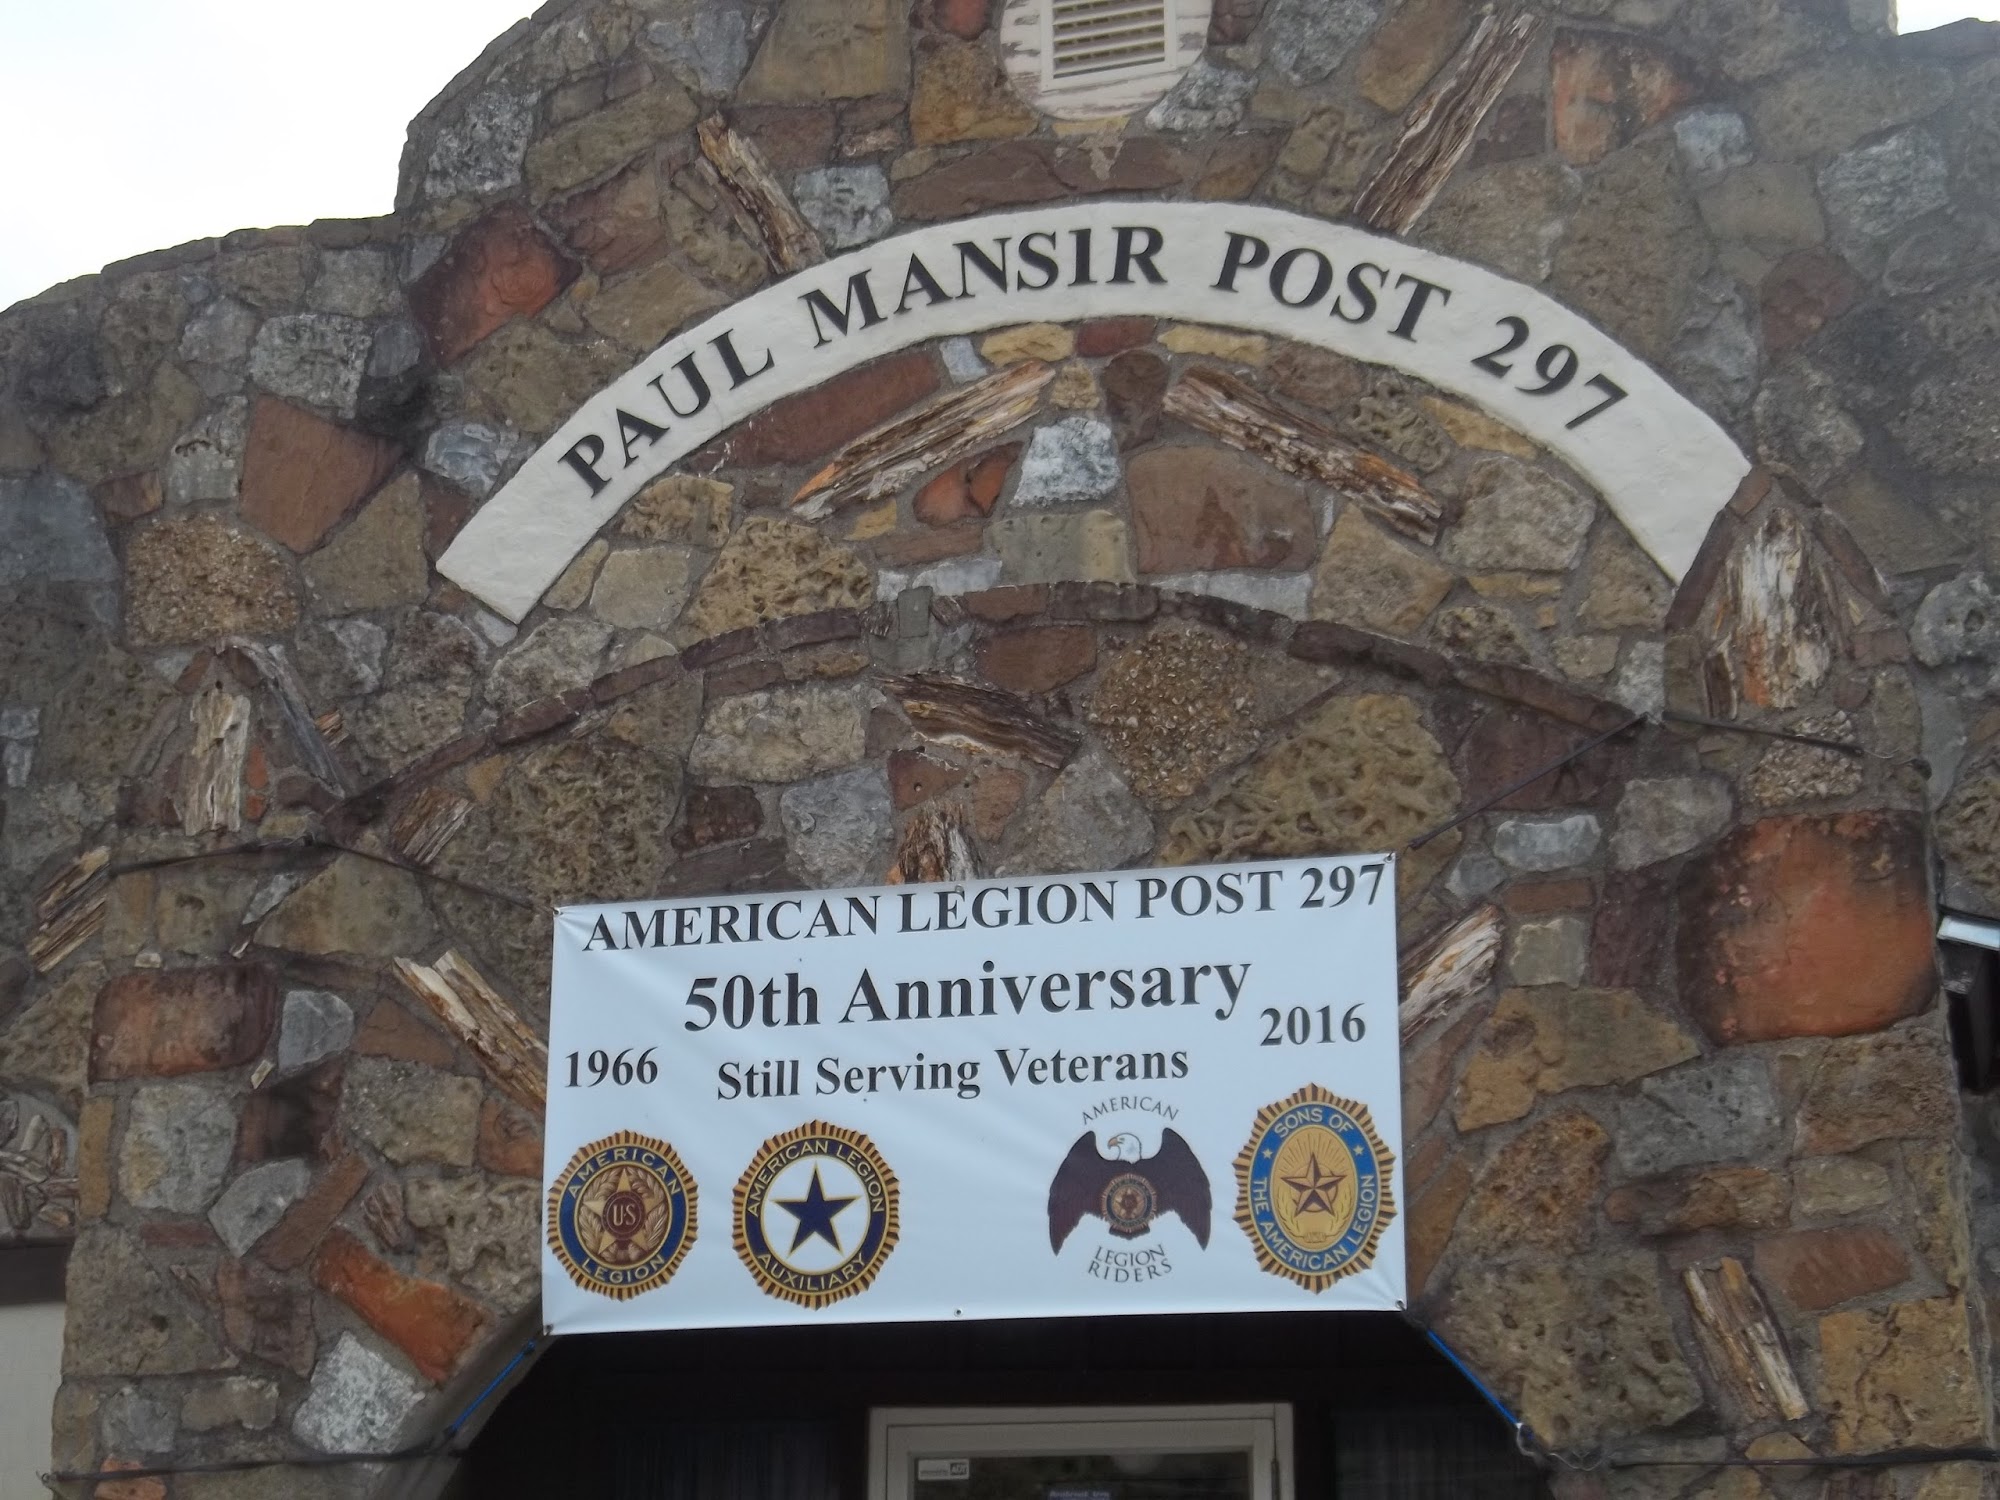 PAUL MANSIR POST 297
AMERICAN LEGION POST 297
50th Anniversary
1966
2016
Still Serving Veterans
AMERICAN
U.S
LEGION
AMERICAN LEGION
AUXILIARY
AMERICAN
LEGION
RIDERS
SONS OF
THE AMERICAN LEGION